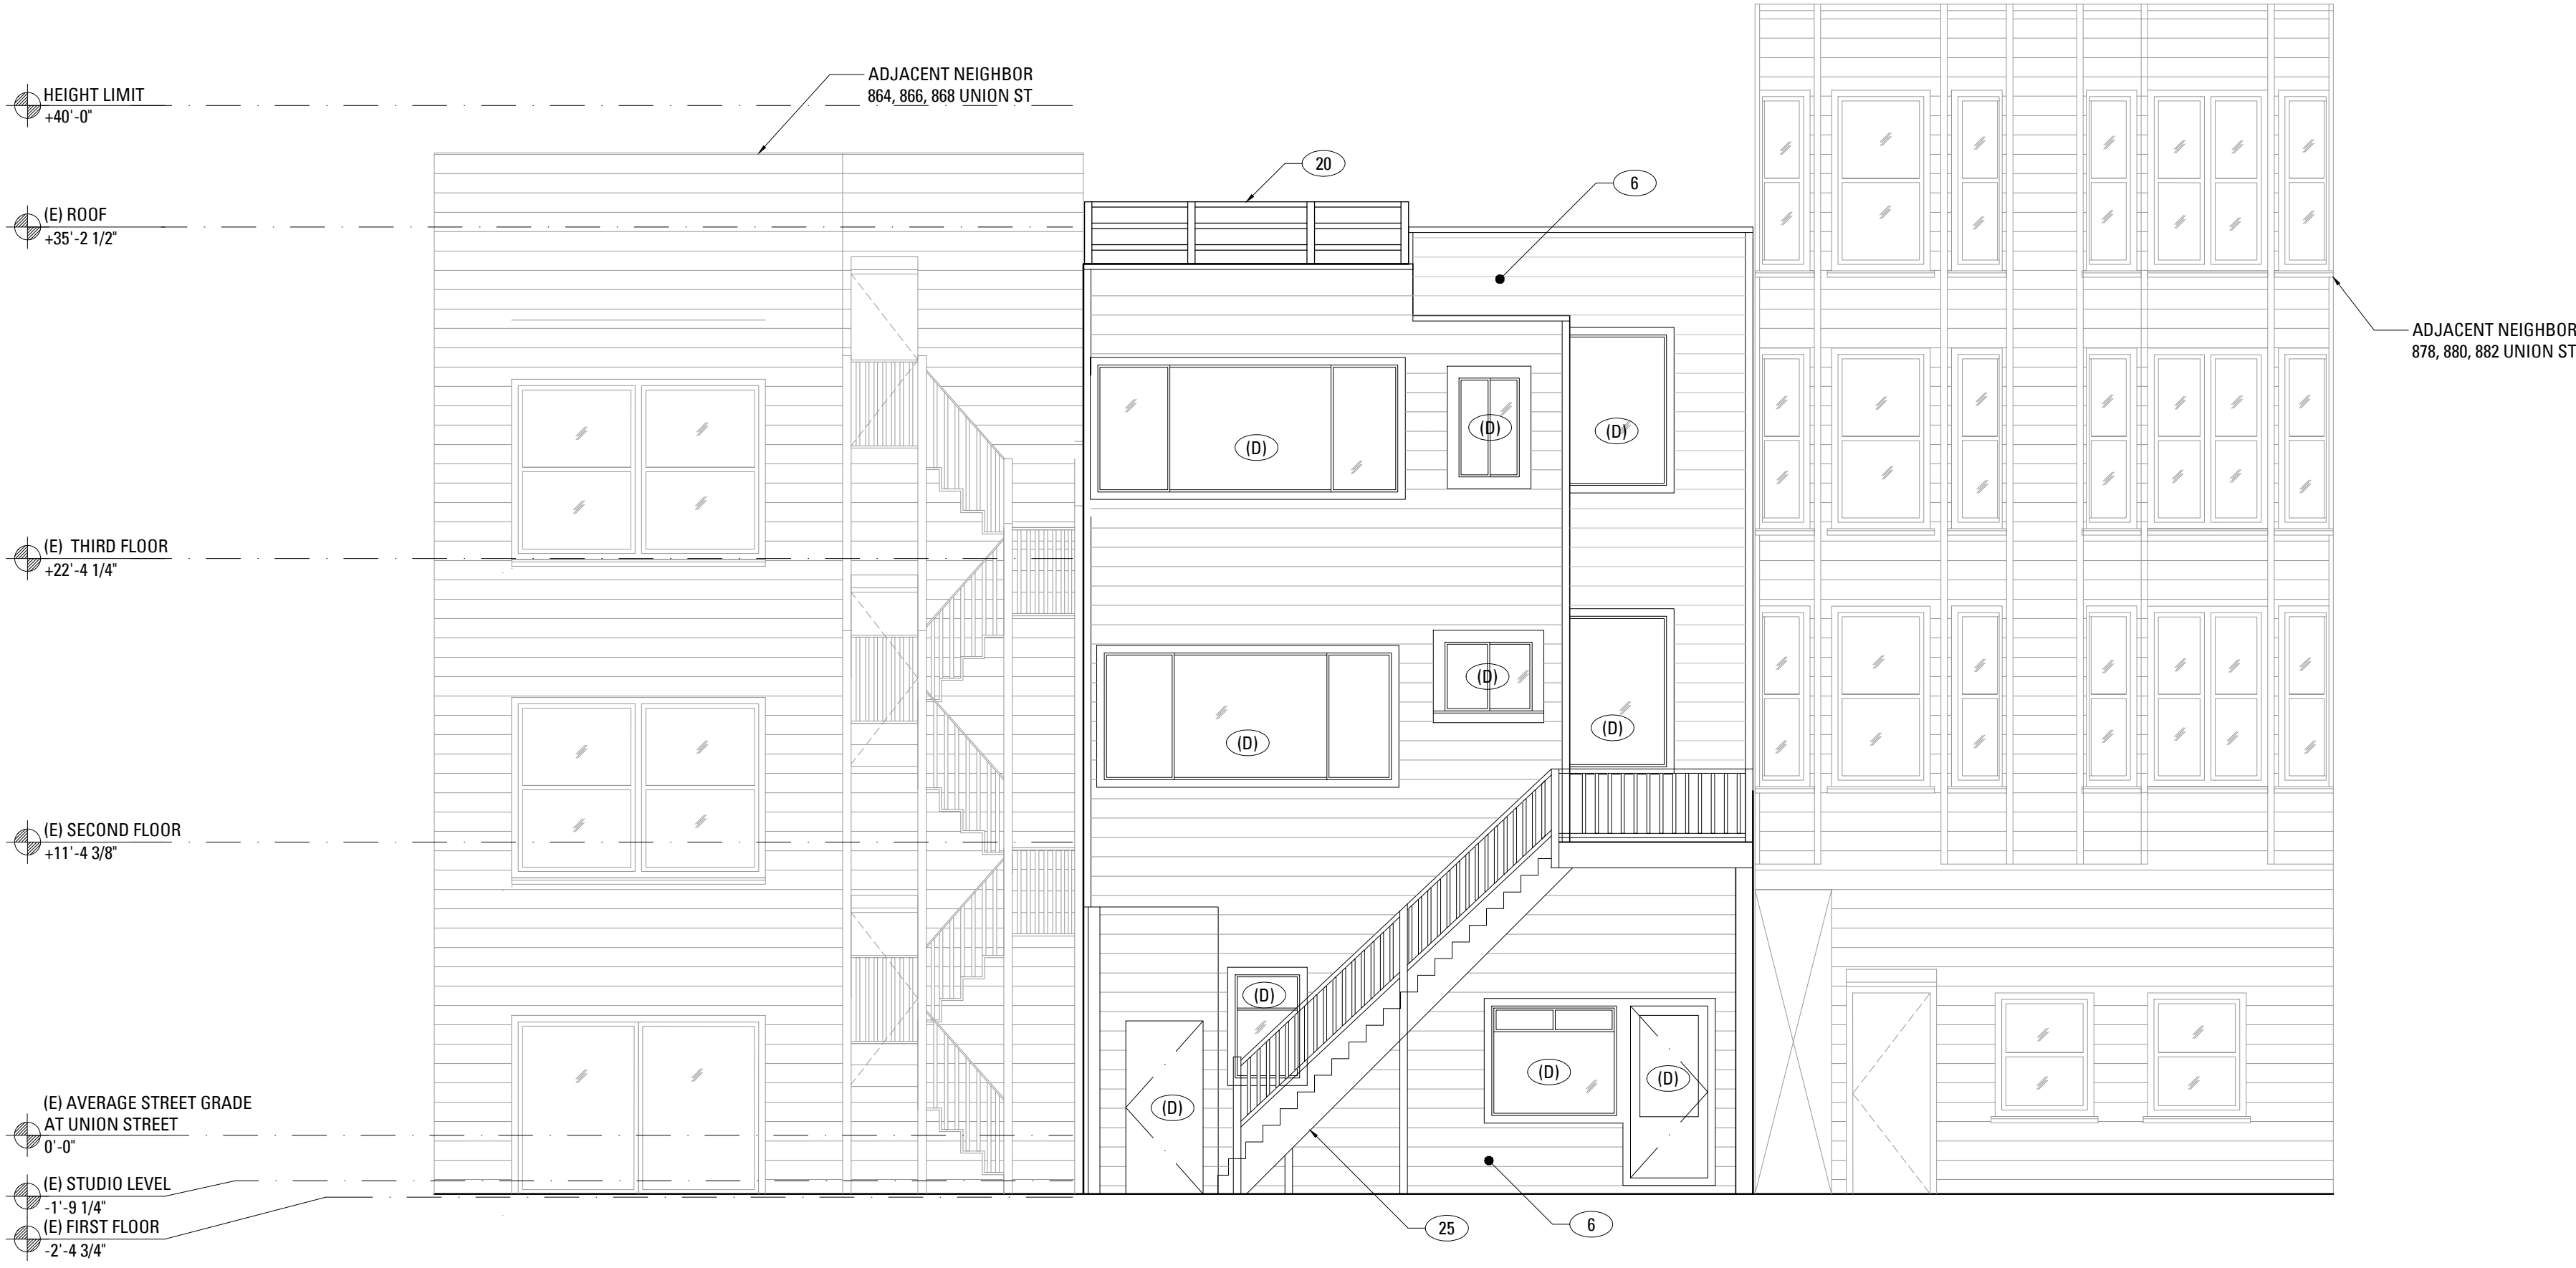 HEIGHT LIMIT
+40'-0"
ADJACENT NEIGHBOR
864, 866, 868 UNION ST
20
6
(E) ROOF
+35'-2 1/2"
ADJACENT NEIGHBOR
878, 880, 882 UNION ST
(D)
(D)
(D)
(E) THIRD FLOOR
+22'-4 1/4"
(D)
(D)
(D)
(E) SECOND FLOOR
+11'-4 3/8"
(D)
(D)
(D)
(D)
(E) AVERAGE STREET GRADE
AT UNION STREET
0'-0"
(E) STUDIO LEVEL
-1'-9 1/4"
(E) FIRST FLOOR
-2'-4 3/4"
25
6